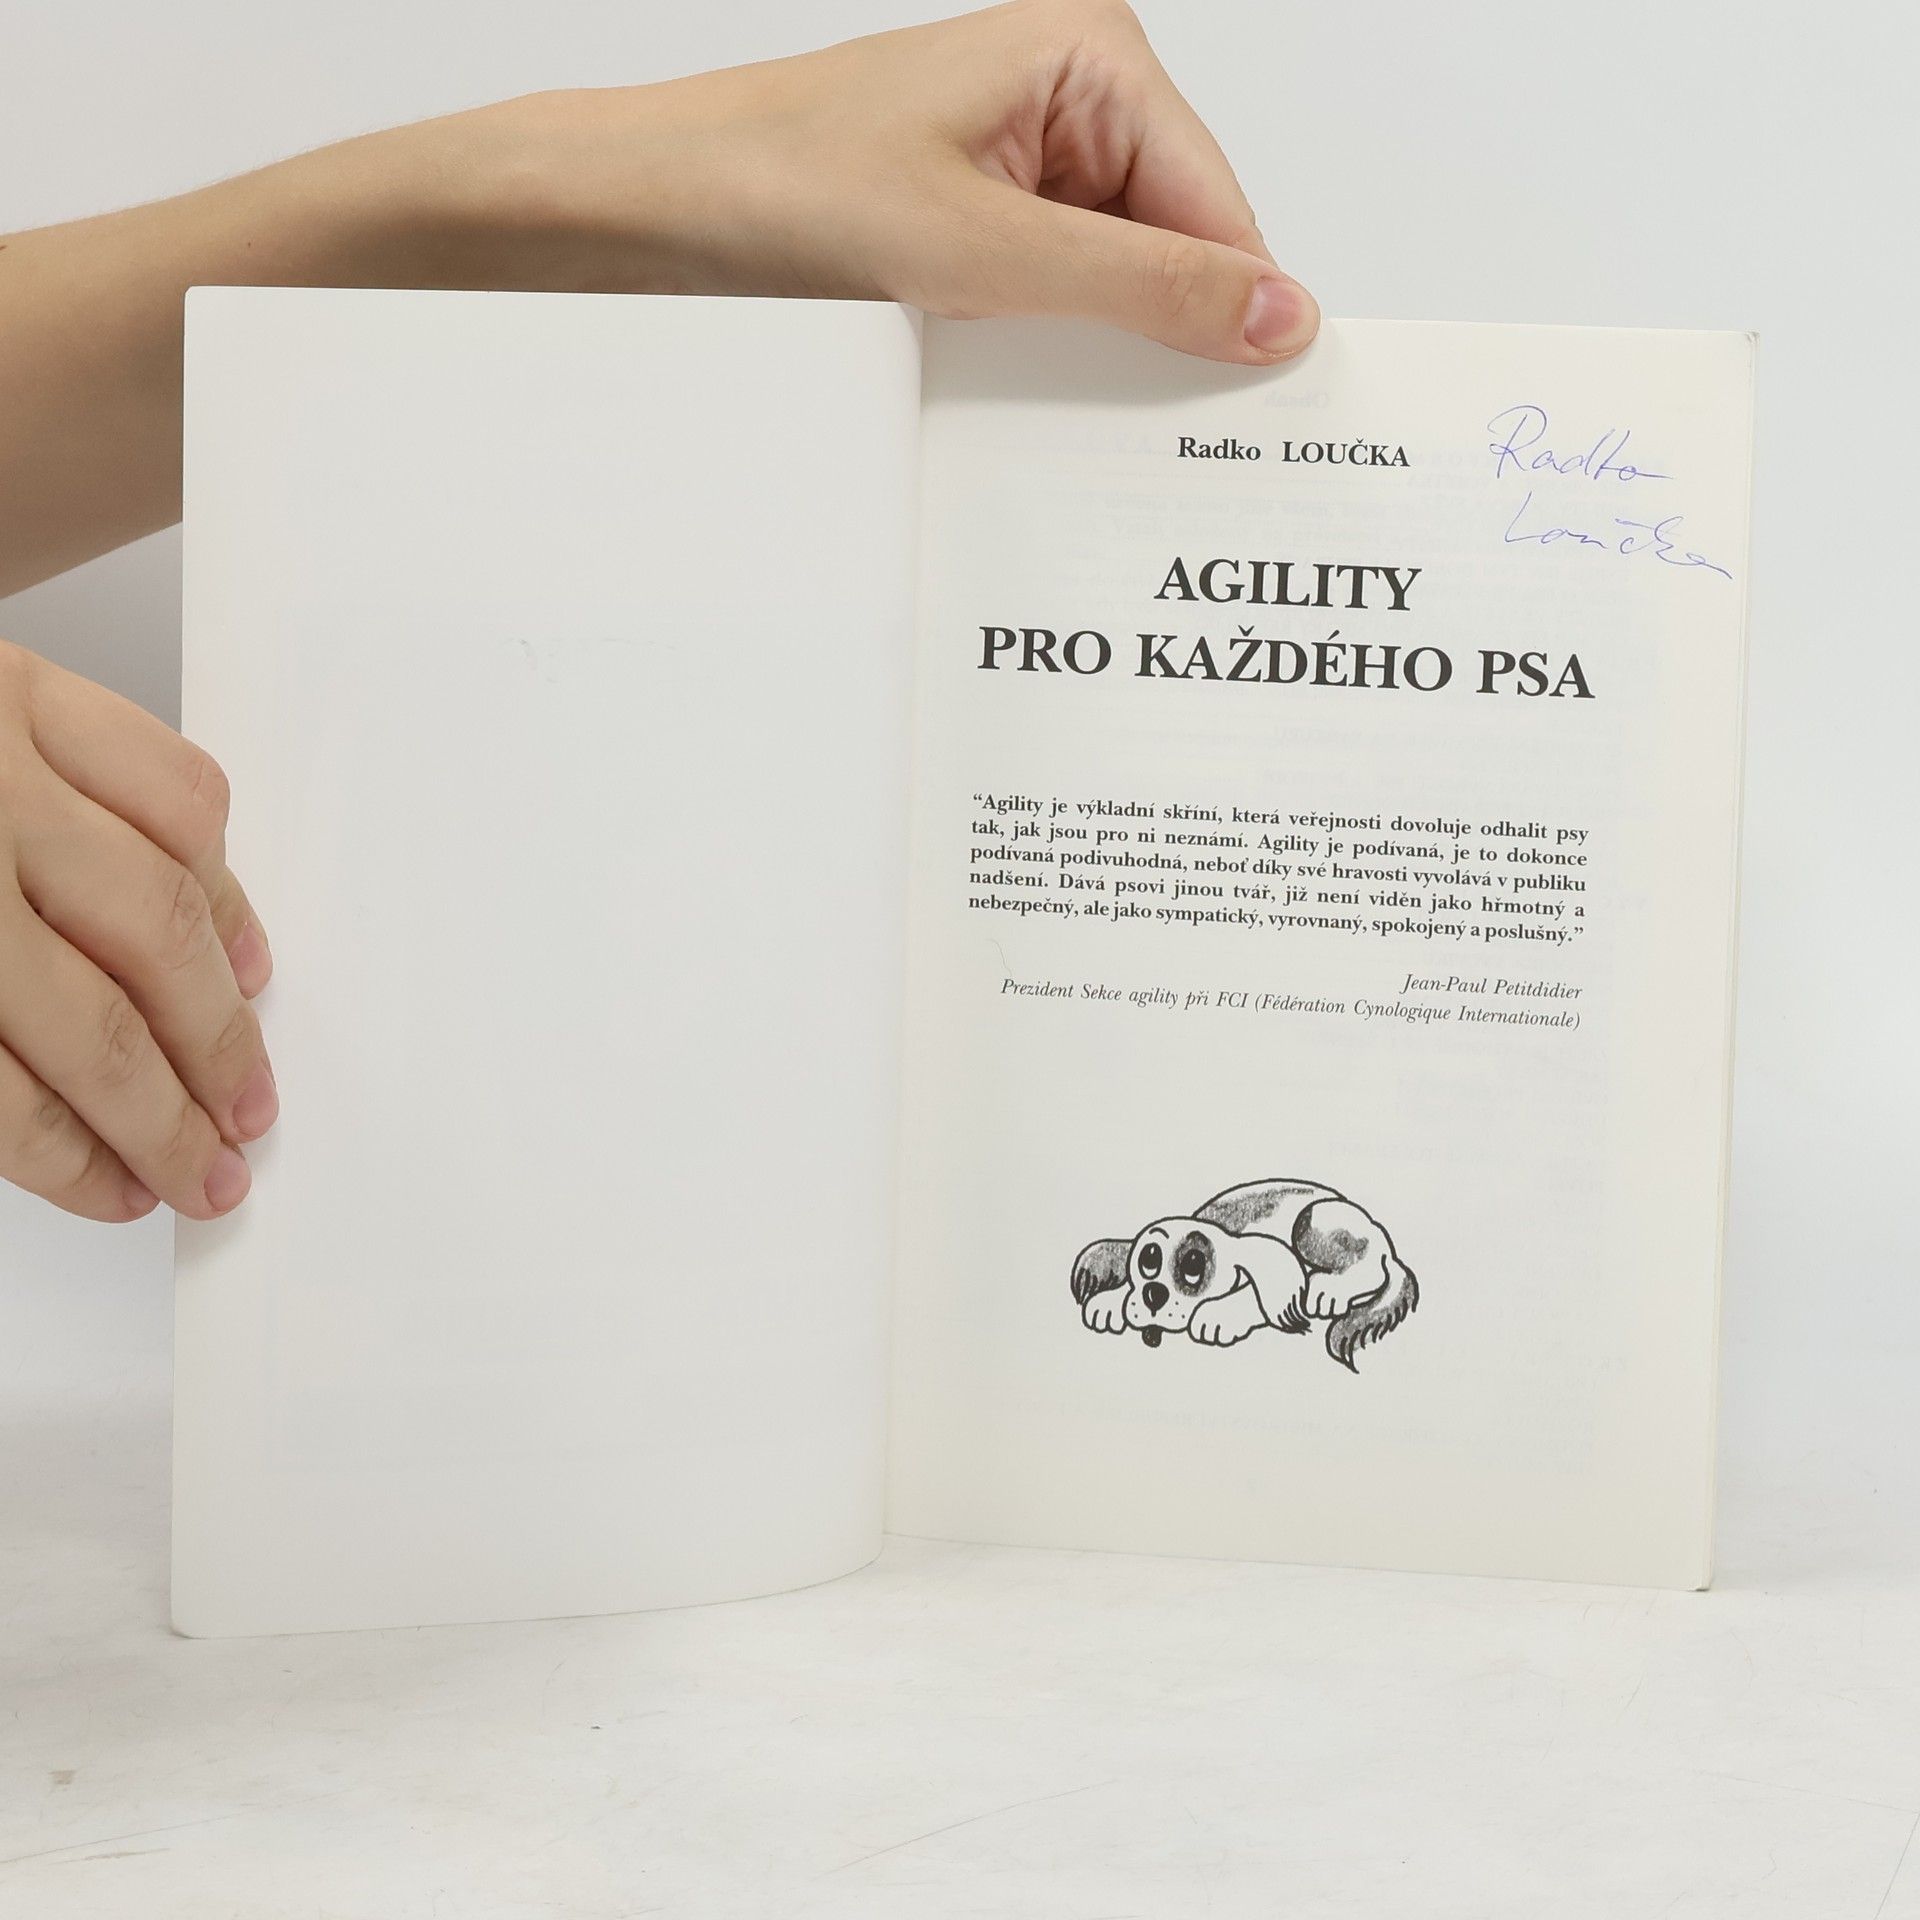 Radko LOUČKA
Radko
Loučka
AGILITY
PRO KAŽDÉHO PSA
“Agility je výkladní skříní, která veřejnosti dovoluje odhalit psy
tak, jak jsou pro ni neznámí. Agility je podívaná, je to dokonce
podívaná podivuhodná, neboť díky své hravosti vyvolává v publiku
nadšení. Dává psovi jinou tvář, již není viděn jako hřmotný a
nebezpečný, ale jako sympatický, vyrovnaný, spokojený a poslušný.”
Jean-Paul Petitdidier
Prezident Sekce agility při FCI (Fédération Cynologique Internationale)